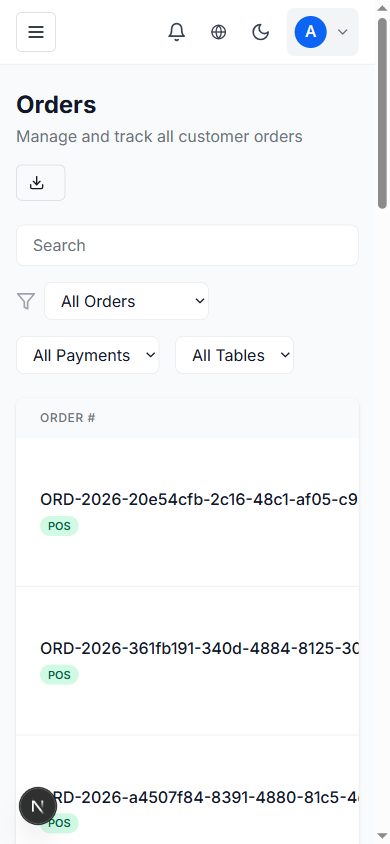 A
Orders
Manage and track all customer orders
Search
All Orders
All Payments
All Tables
ORDER #
ORD-2026-20e54cfb-2c16-48c1-af05-c9
POS
ORD-2026-361fb191-340d-4884-8125-30
POS
ORD-2026-a4507f84-8391-4880-81c5-4
POS
N